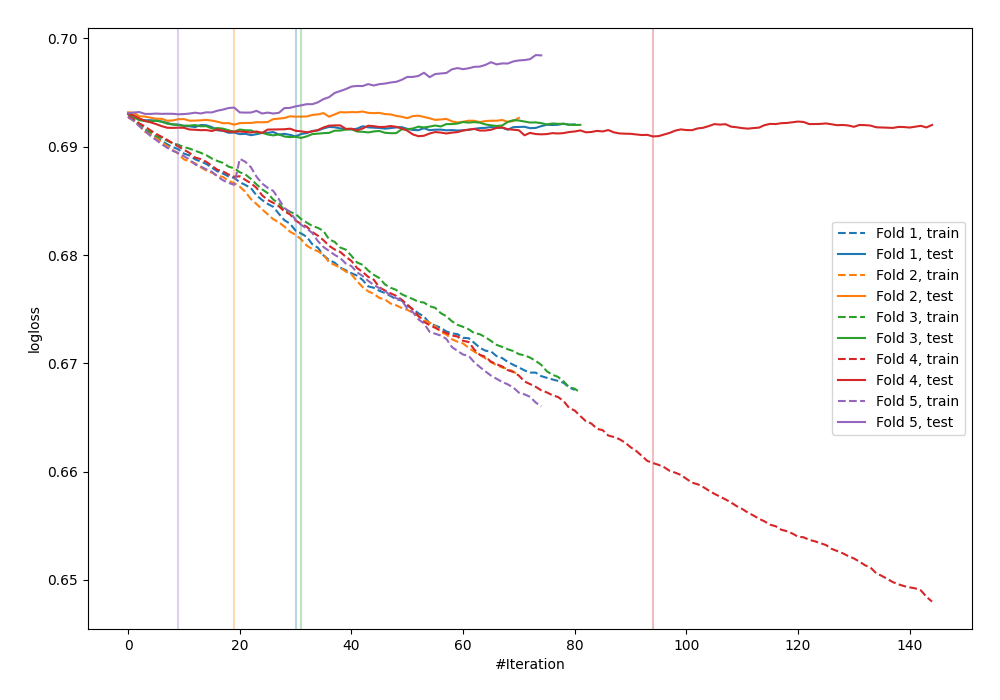 0.70
0.69
0.68
0.67
0.66
0.65
logloss
0
20
40
60
80
100
120
140
#Iteration
Fold 1, train
Fold 1, test
Fold 2, train
Fold 2, test
Fold 3, train
Fold 3, test
Fold 4, train
Fold 4, test
Fold 5, train
Fold 5, test